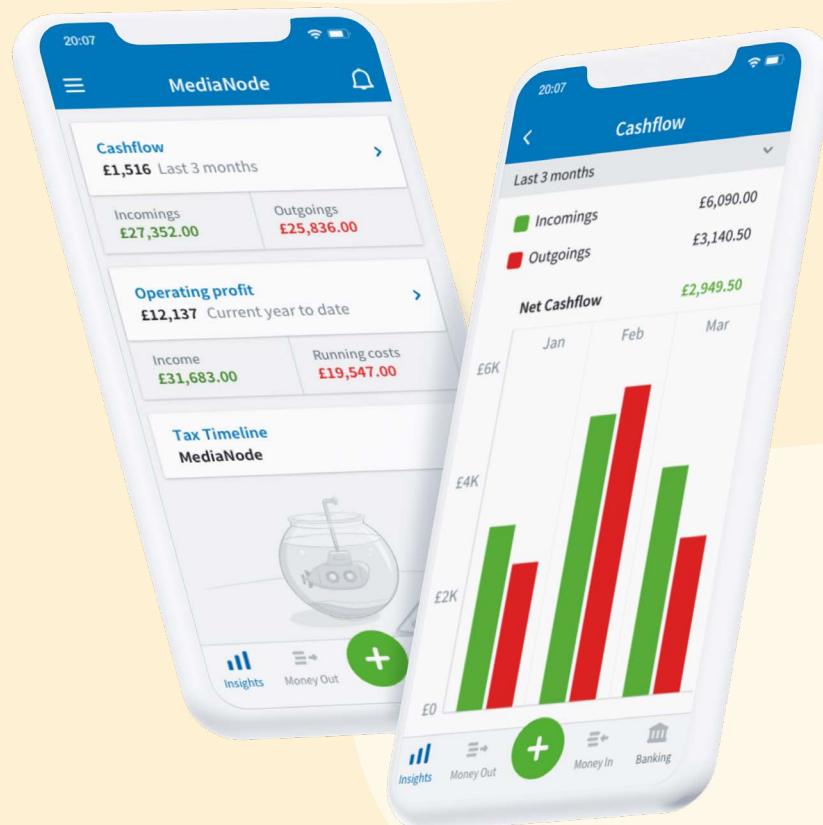 20:07
MediaNode
Cashflow
£1,516 Last 3 months
Incomings Outgoings
£27,352.00 £25,836.00
Operating profit
£12,137 Current year to date
Income Running costs
£31,683.00 £19,547.00
Tax Timeline
MediaNode
Insights Money Out
20:07
Cashflow
Last 3 months
Incomings £6,090.00
Outgoings £3,140.50
Net Cashflow £2,949.50
Jan Feb Mar
£6K
£4K
£2K
£0
Insights Money Out Money In Banking